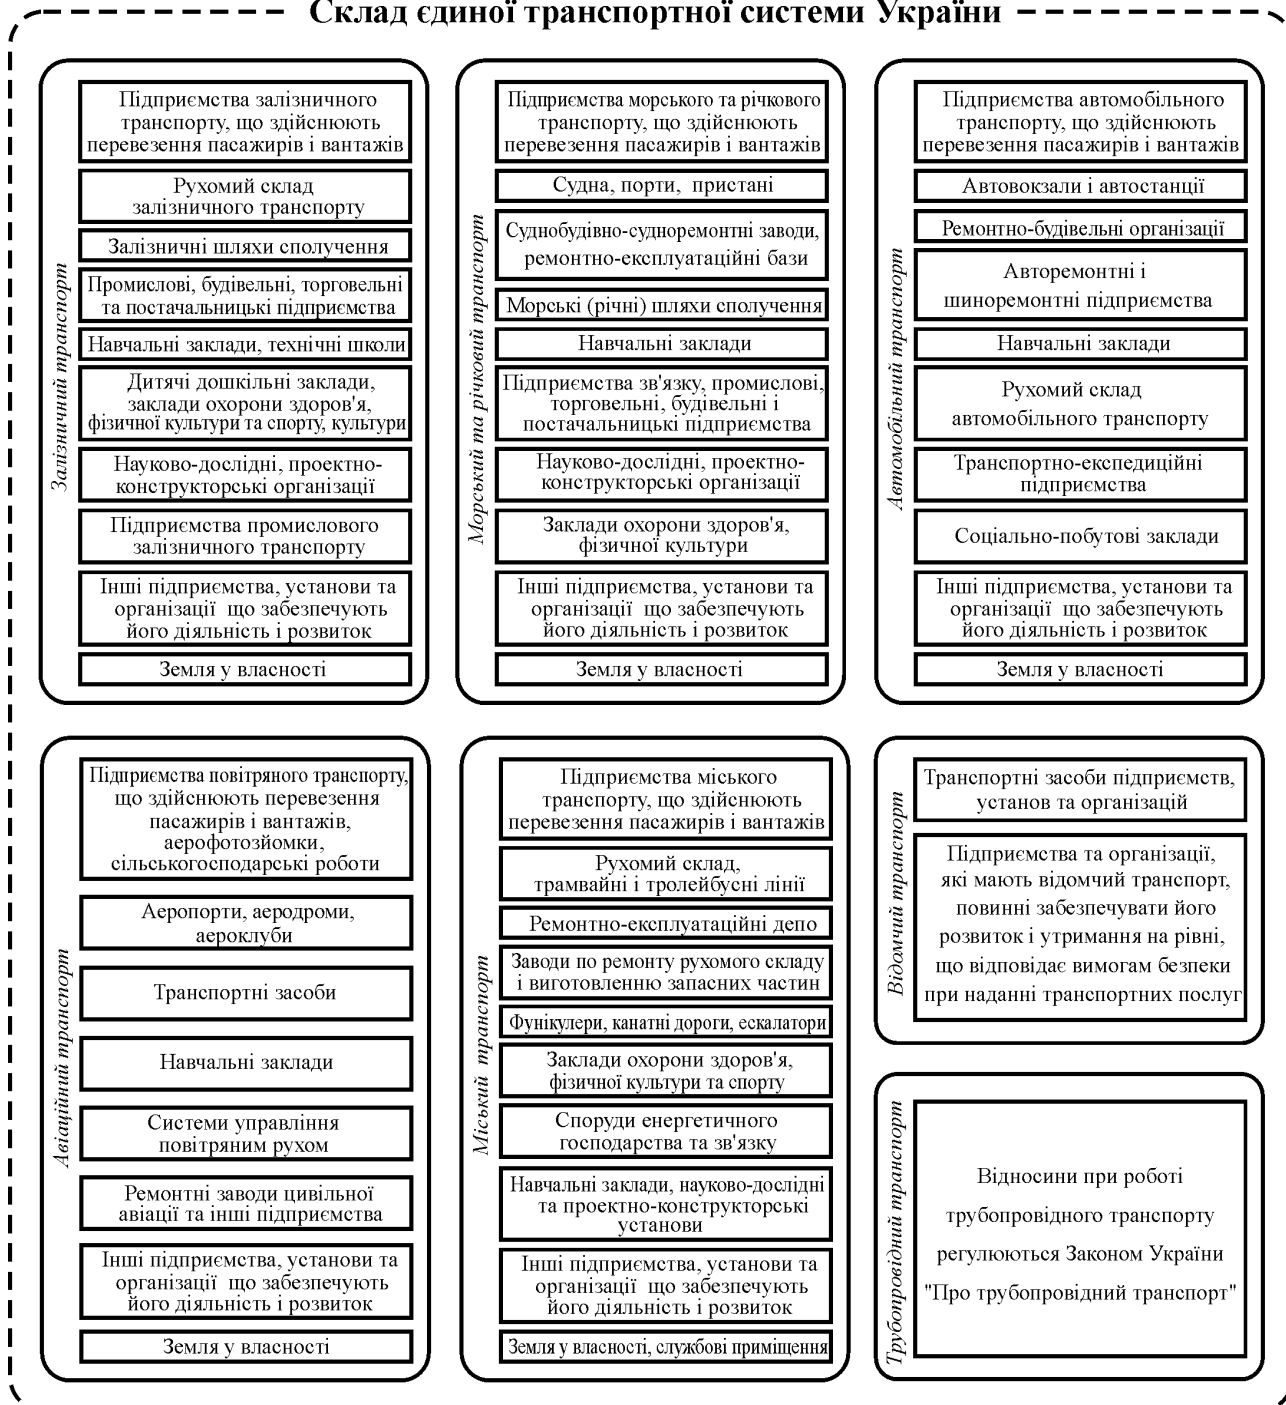 Склад єдиної транспортної системи України
Залізничний транспорт
Підприємства залізничного
транспорту, що здійснюють
перевезення пасажирів і вантажів
Рухомий склад
залізничного транспорту
Залізничні шляхи сполучення
Промислові, будівельні, торговельні
та постачальницькі підприємства
Навчальні заклади, технічні школи
Дитячі дошкільні заклади,
заклади охорони здоров'я,
фізичної культури та спорту, культури
Науково-дослідні, проектно-
конструкторські організації
Підприємства промислового
залізничного транспорту
Інші підприємства, установи та
організації що забезпечують
його діяльність і розвиток
Земля у власності
Морський та річковий транспорт
Підприємства морського та річкового
транспорту, що здійснюють
перевезення пасажирів і вантажів
Судна, порти, пристані
Суднобудівно-судноремонтні заводи,
ремонтно-експлуатаційні бази
Морські (річні) шляхи сполучення
Навчальні заклади
Підприємства зв'язку, промислові,
торговельні, будівельні і
постачальницькі підприємства
Науково-дослідні, проектно-
конструкторські організації
Заклади охорони здоров'я,
фізичної культури
Інші підприємства, установи та
організації що забезпечують
його діяльність і розвиток
Земля у власності
Автомобільний транспорт
Підприємства автомобільного
транспорту, що здійснюють
перевезення пасажирів і вантажів
Автовокзали і автостанції
Ремонтно-будівельні організації
Авторемонтні і
шиноремонтні підприємства
Навчальні заклади
Рухомий склад
автомобільного транспорту
Транспортно-експедиційні
підприємства
Соціально-побутові заклади
Інші підприємства, установи та
організації що забезпечують
його діяльність і розвиток
Земля у власності
Авіаційний транспорт
Підприємства повітряного транспорту,
що здійснюють перевезення
пасажирів і вантажів,
аерофотозйомки,
сільськогосподарські роботи
Аеропорти, аеродроми,
аероклуби
Транспортні засоби
Навчальні заклади
Системи управління
повітряним рухом
Ремонтні заводи цивільної
авіації та інші підприємства
Інші підприємства, установи та
організації що забезпечують
його діяльність і розвиток
Земля у власності
Міський транспорт
Підприємства міського
транспорту, що здійснюють
перевезення пасажирів і вантажів
Рухомий склад,
трамвайні і тролейбусні лінії
Ремонтно-експлуатаційні депо
Заводи по ремонту рухомого складу
і виготовленню запасних частин
Фунікулери, канатні дороги, ескалатори
Заклади охорони здоров'я,
фізичної культури та спорту
Споруди енергетичного
господарства та зв'язку
Навчальні заклади, науково-дослідні
та проектно-конструкторські
установи
Інші підприємства, установи та
організації що забезпечують
його діяльність і розвиток
Земля у власності, службові приміщення
Відомчий транспорт
Транспортні засоби підприємств,
установ та організацій
Підприємства та організації,
які мають відомчий транспорт,
повинні забезпечувати його
розвиток і утримання на рівні,
що відповідає вимогам безпеки
при наданні транспортних послуг
Трубопровідний транспорт
Відносини при роботі
трубопровідного транспорту
регулюються Законом України
"Про трубопровідний транспорт"